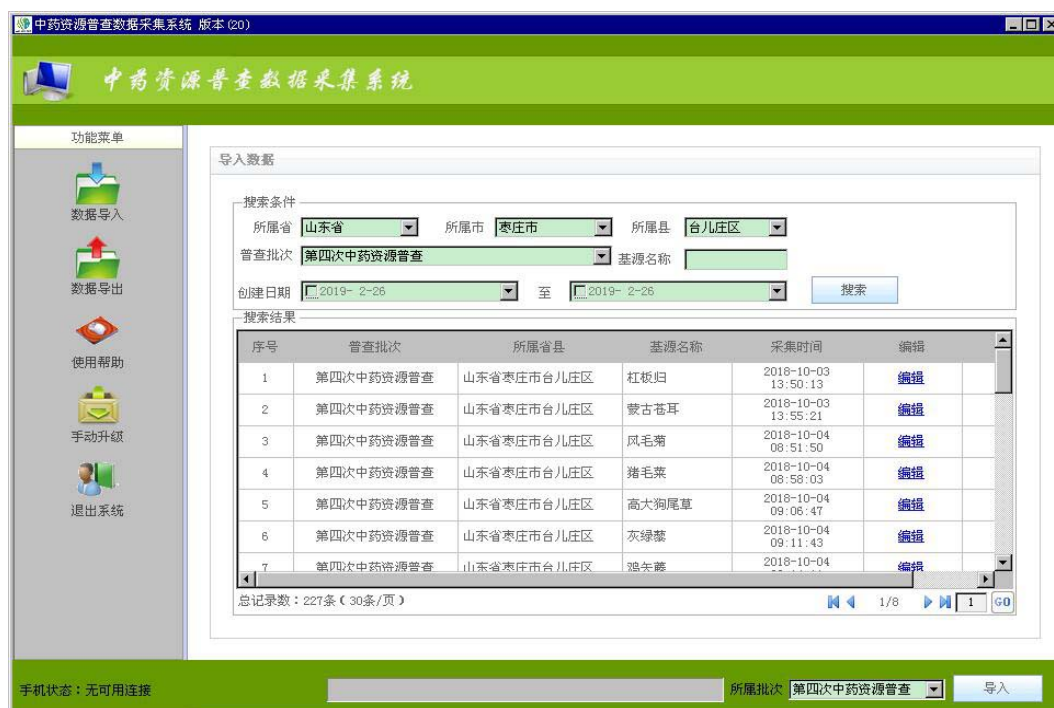 中药资源普查数据采集系统 版本(20)
中药资源普查数据采集系统
功能菜单
数据导入
数据导出
使用帮助
手动升级
退出系统
导入数据
搜索条件
所属省 山东省 所属市 枣庄市 所属县 台儿庄区
普查批次 第四次中药资源普查 基源名称
创建日期 2019- 2-26 至 2019- 2-26 搜索
搜索结果
序号 普查批次 所属省县 基源名称 采集时间 编辑
1 第四次中药资源普查 山东省枣庄市台儿庄区 杠板归 2018-10-03 13:50:13 编辑
2 第四次中药资源普查 山东省枣庄市台儿庄区 蒙古苍耳 2018-10-03 13:55:21 编辑
3 第四次中药资源普查 山东省枣庄市台儿庄区 风毛菊 2018-10-04 08:51:50 编辑
4 第四次中药资源普查 山东省枣庄市台儿庄区 猪毛菜 2018-10-04 08:58:03 编辑
5 第四次中药资源普查 山东省枣庄市台儿庄区 高大狗尾草 2018-10-04 09:06:47 编辑
6 第四次中药资源普查 山东省枣庄市台儿庄区 灰绿藜 2018-10-04 09:11:43 编辑
7 第四次中药资源普查 山东省枣庄市台儿庄区 鸡矢藤 2018-10-04 编辑
总记录数：227条(30条/页) 1/8 1 GO
手机状态：无可用连接 所属批次 第四次中药资源普查 导入